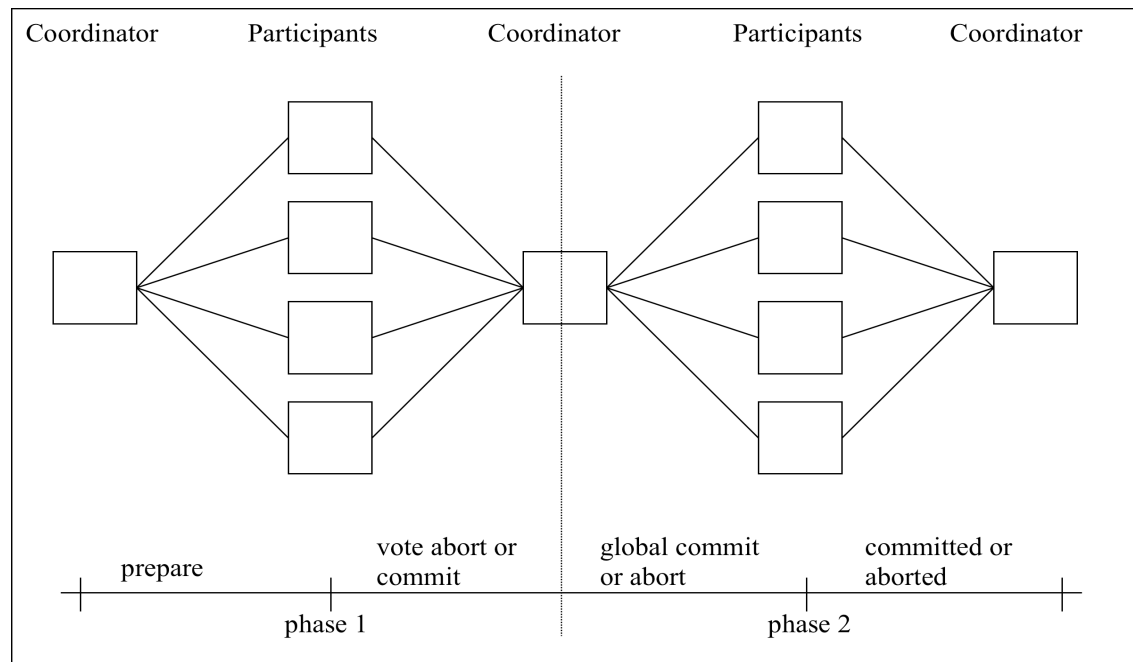 Coordinator
Participants
Coordinator
Participants
Coordinator
prepare
vote abort or
commit
global commit
or abort
committed or
aborted
phase 1
phase 2